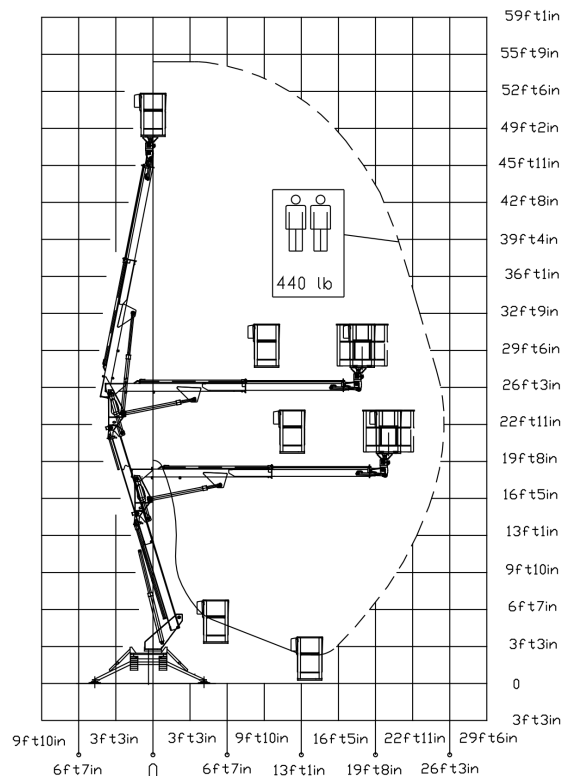 59ft1in
55ft9in
52ft6in
49ft2in
45ft11in
42ft8in
39ft4in
440 lb
36ft1in
32ft9in
29ft6in
26ft3in
22ft11in
19ft8in
16ft5in
13ft1in
9ft10in
6ft7in
3ft3in
0
3ft3in
9ft10in 3ft3in 3ft3in 9ft10in 16ft5in 22ft11in 29ft6in
6ft7in 0 6ft7in 13ft1in 19ft8in 26ft3in